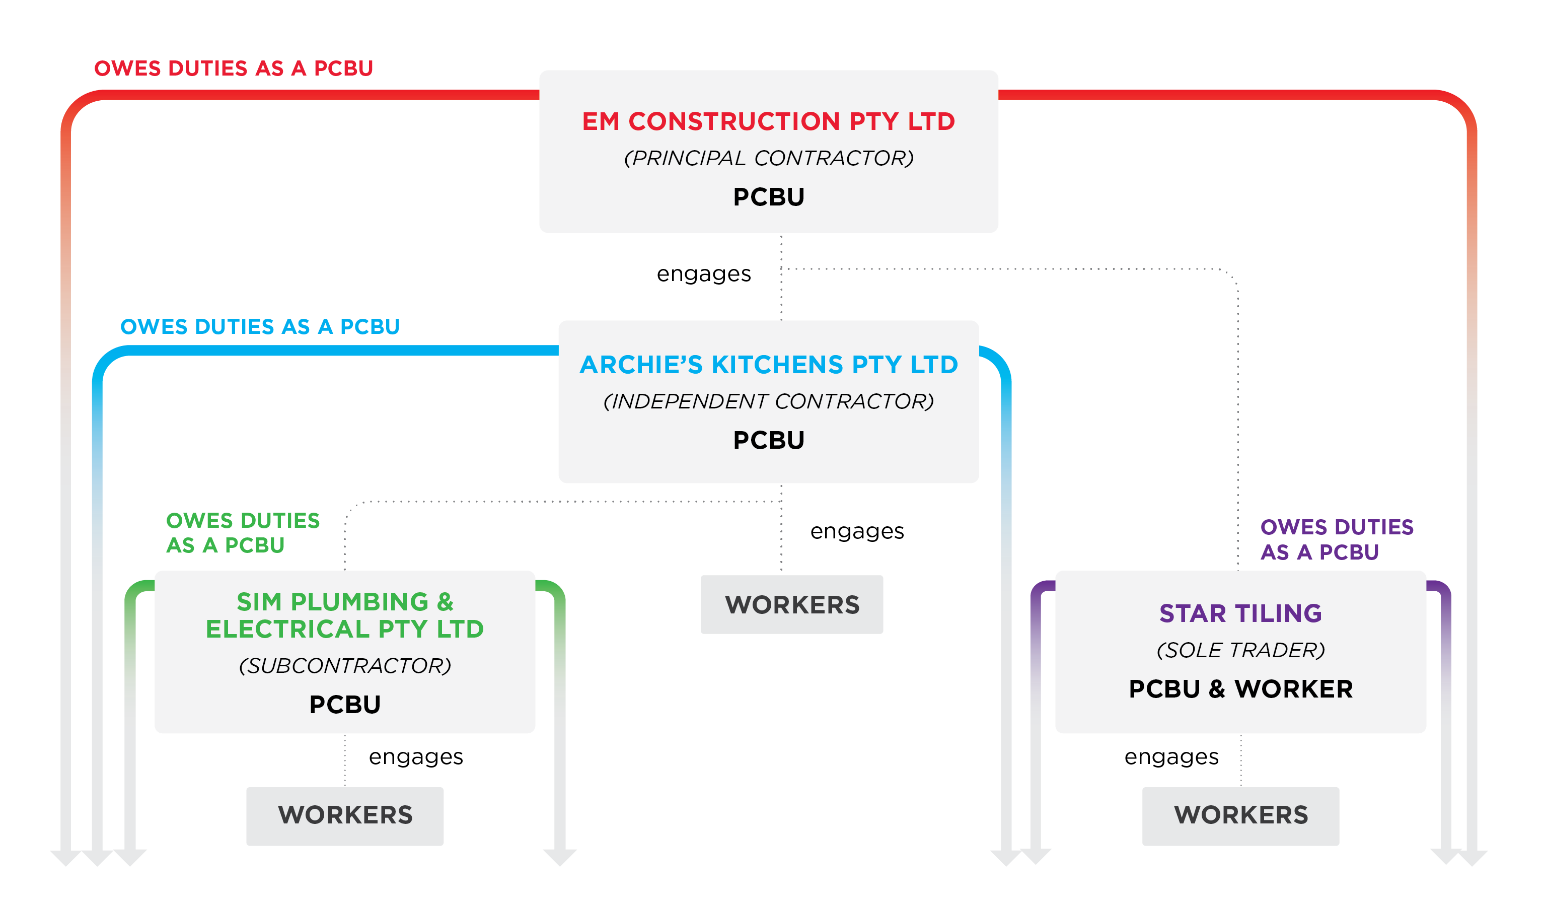 OWES DUTIES AS A PCBU
EM CONSTRUCTION PTY LTD
(PRINCIPAL CONTRACTOR)
PCBU
engages
OWES DUTIES AS A PCBU
ARCHIE’S KITCHENS PTY LTD
(INDEPENDENT CONTRACTOR)
PCBU
engages
OWES DUTIES
AS A PCBU
SIM PLUMBING &
ELECTRICAL PTY LTD
(SUBCONTRACTOR)
PCBU
engages
WORKERS
WORKERS
OWES DUTIES
AS A PCBU
STAR TILING
(SOLE TRADER)
PCBU & WORKER
engages
WORKERS